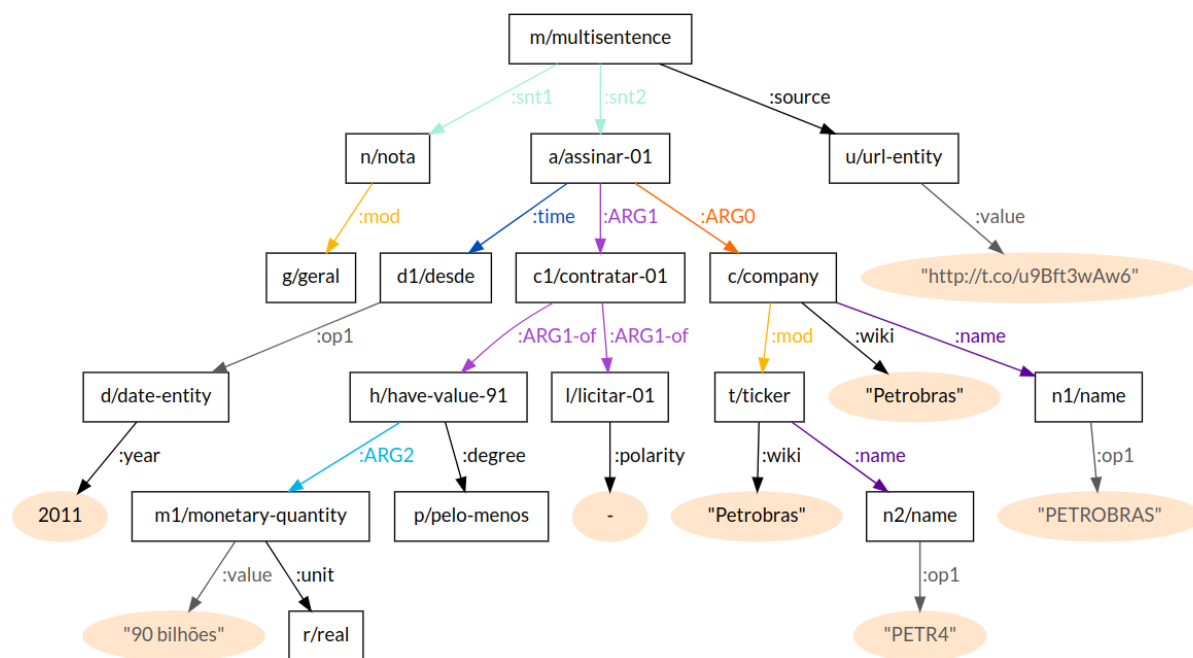 m/multisentence
:snt1 :snt2 :source
n/nota a/assinar-01 u/url-entity
:mod :time :ARG1 :ARG0 :value
g/geral d1/desde c1/contratar-01 c/company "http://t.co/u9Bft3wAw6"
:op1 :ARG1-of :ARG1-of :mod :wiki :name
d/date-entity h/have-value-91 l/licitar-01 t/ticker "Petrobras" n1/name
:year :ARG2 :degree :polarity :wiki :name :op1
2011 m1/monetary-quantity p/pelo-menos - "Petrobras" n2/name "PETROBRAS"
:value :unit :op1
"90 bilhões" r/real "PETR4"